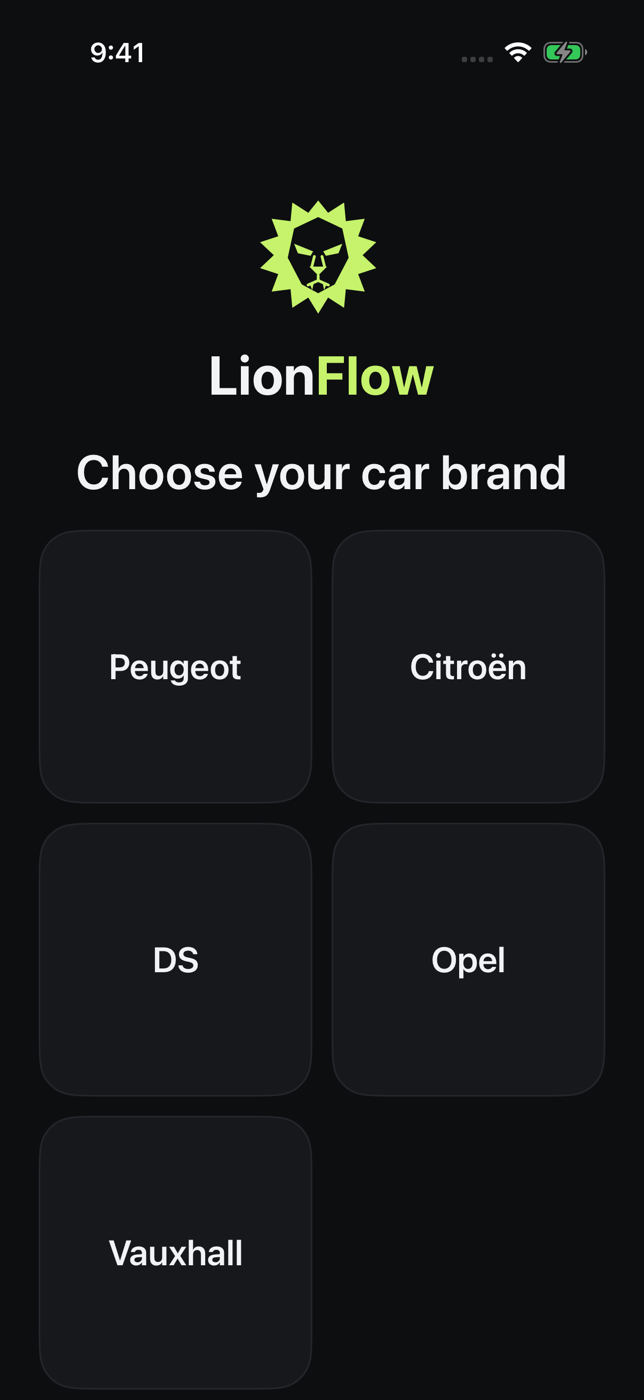 9:41
LionFlow
Choose your car brand
Peugeot
Citroën
DS
Opel
Vauxhall